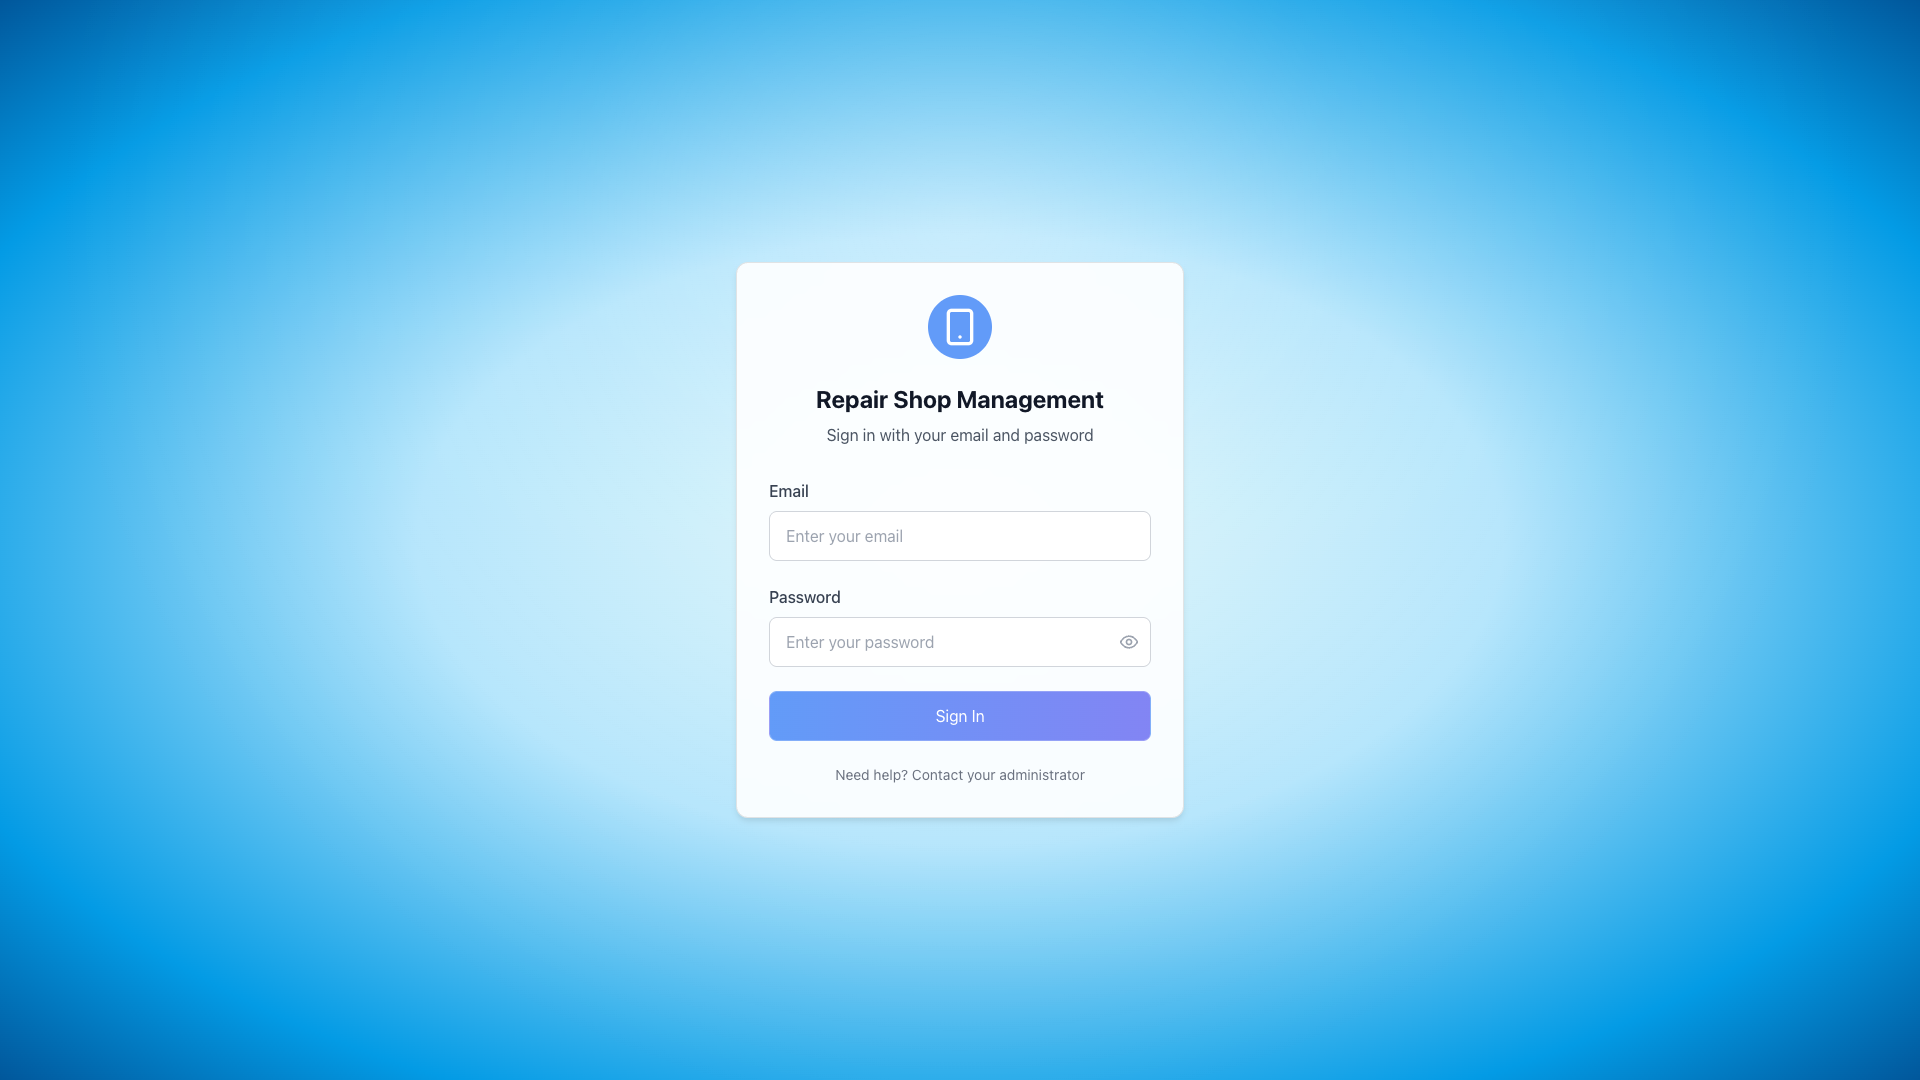 Repair Shop Management
Sign in with your email and password
Email
Enter your email
Password
Enter your password
Sign In
Need help? Contact your administrator